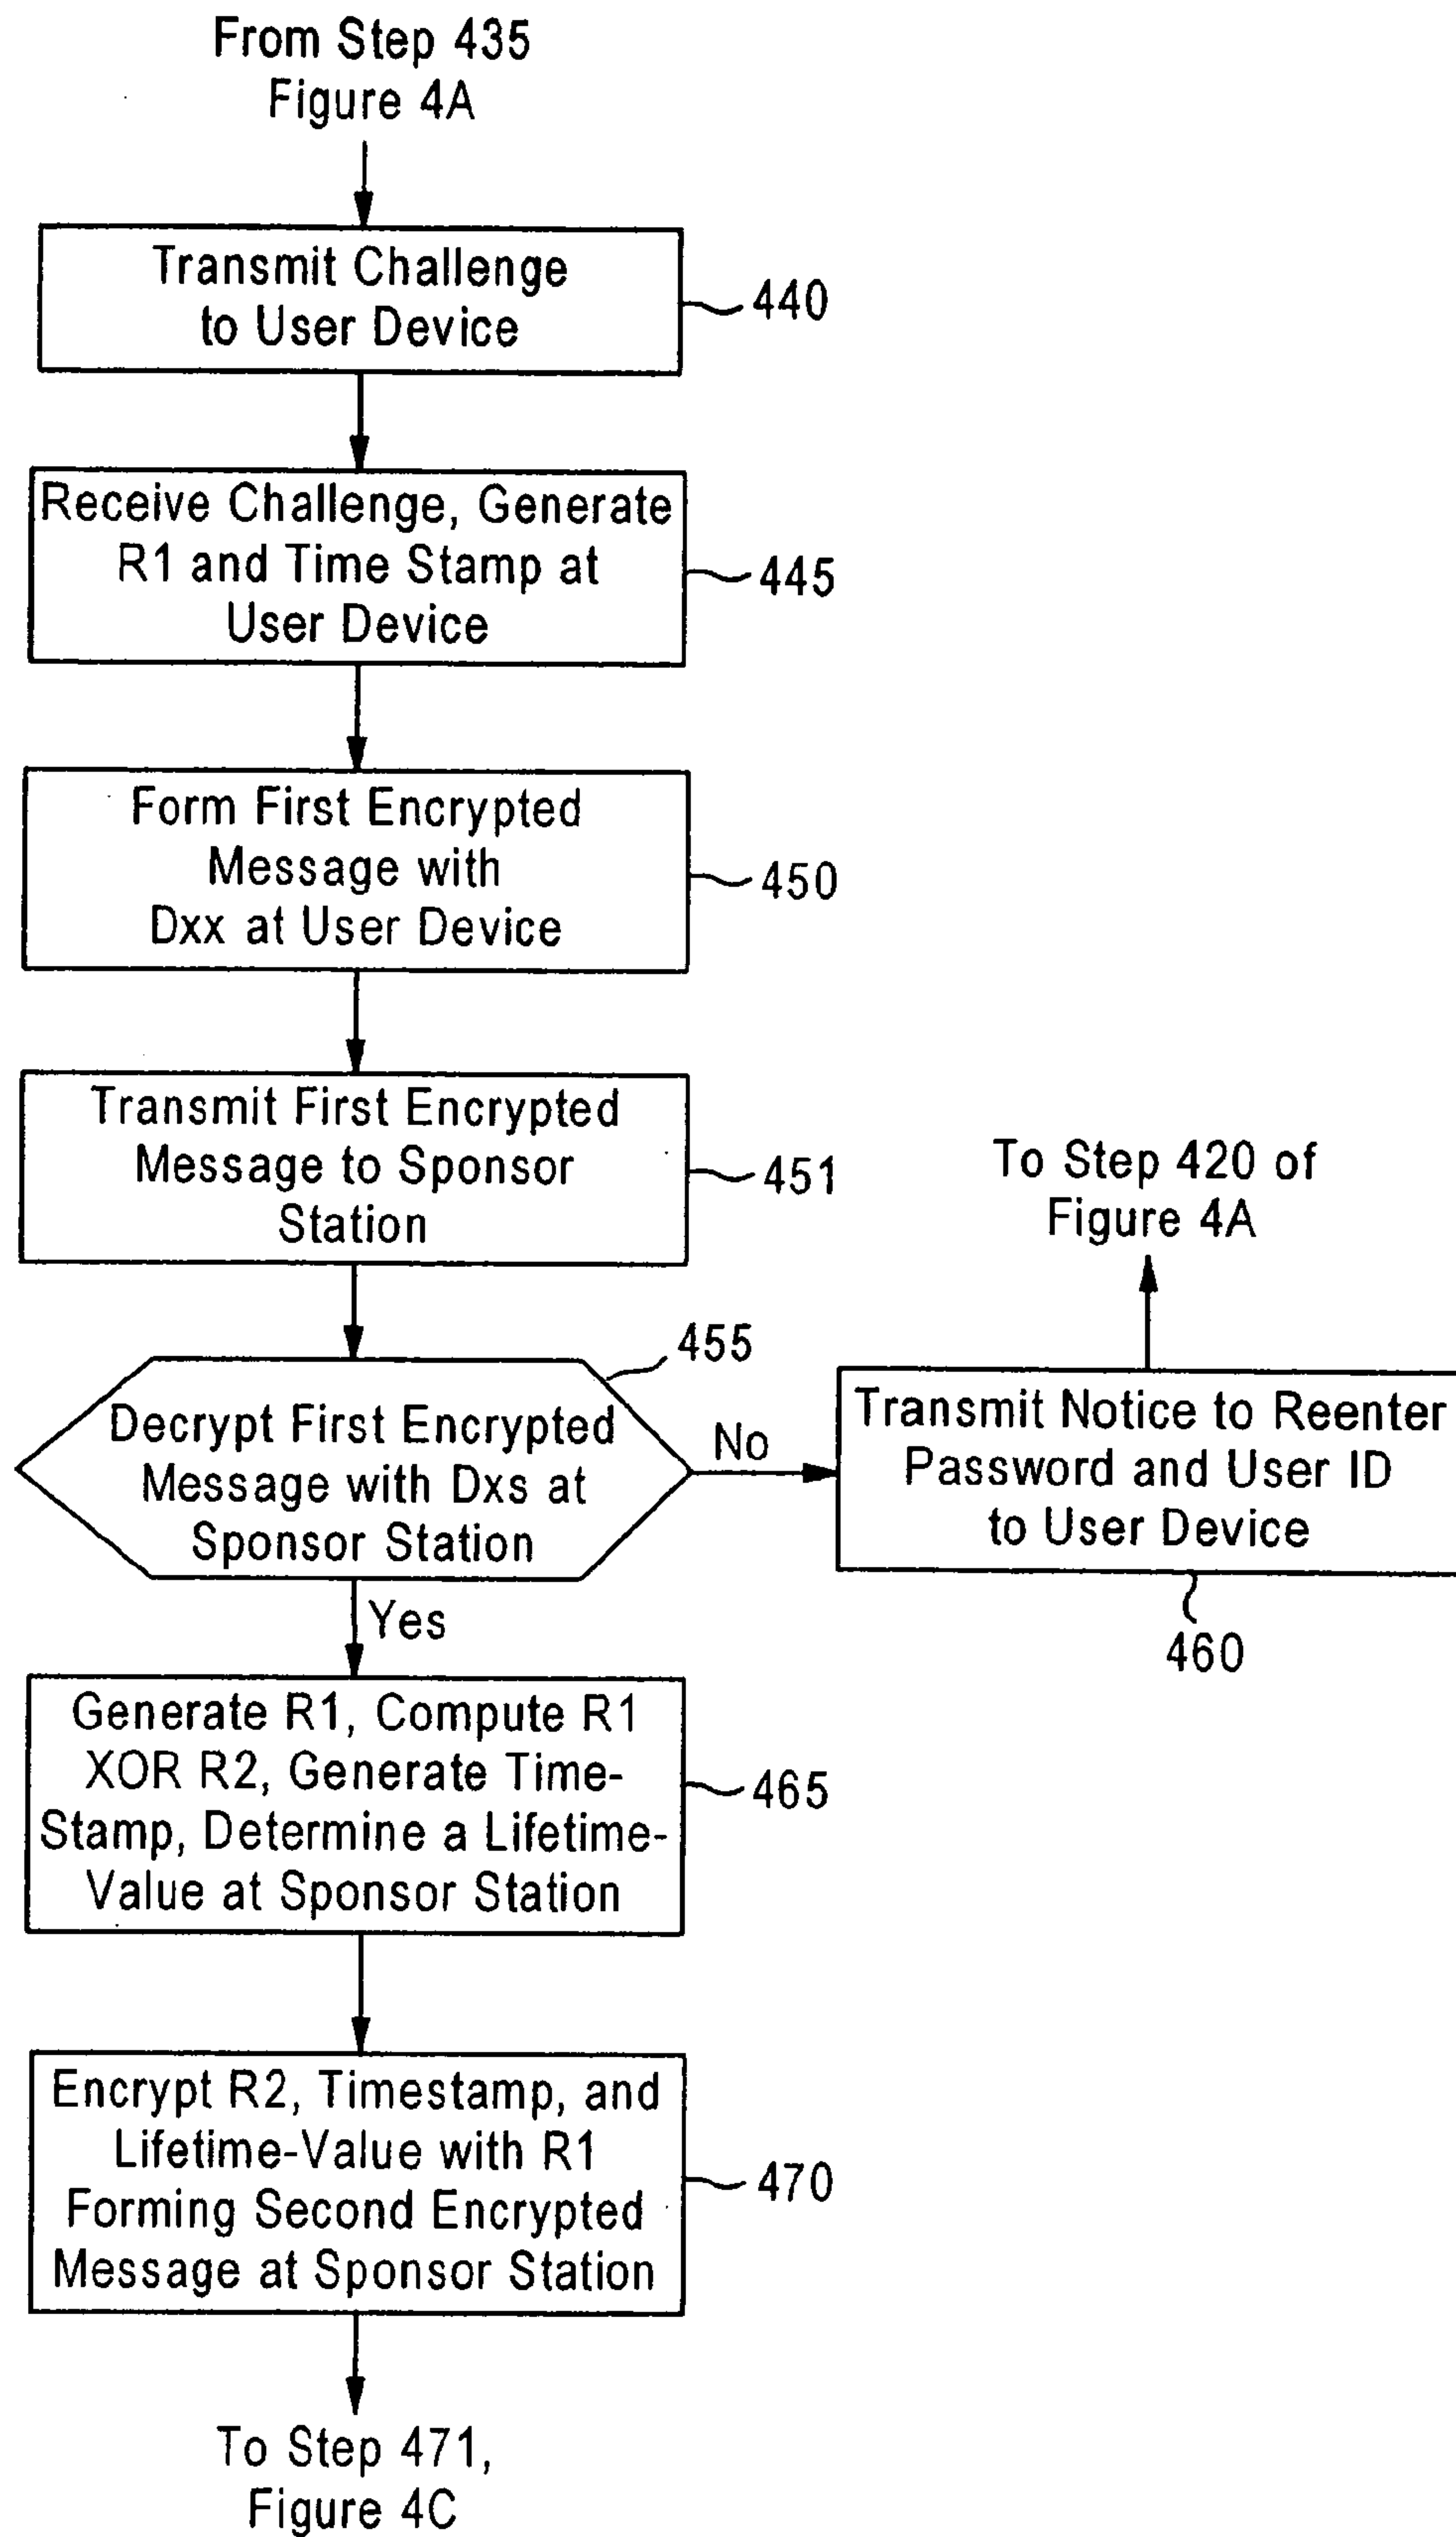 From Step 435
Figure 4A
Transmit Challenge
to User Device
440
Receive Challenge, Generate
R1 and Time Stamp at
User Device
445
Form First Encrypted
Message with
Dxx at User Device
450
Transmit First Encrypted
Message to Sponsor
Station
451
To Step 420 of
Figure 4A
455
Decrypt First Encrypted
Message with Dxs at
Sponsor Station
No
Transmit Notice to Reenter
Password and User ID
to User Device
460
Yes
Generate R1, Compute R1
XOR R2, Generate Time-
Stamp, Determine a Lifetime-
Value at Sponsor Station
465
Encrypt R2, Timestamp, and
Lifetime-Value with R1
Forming Second Encrypted
Message at Sponsor Station
470
To Step 471,
Figure 4C